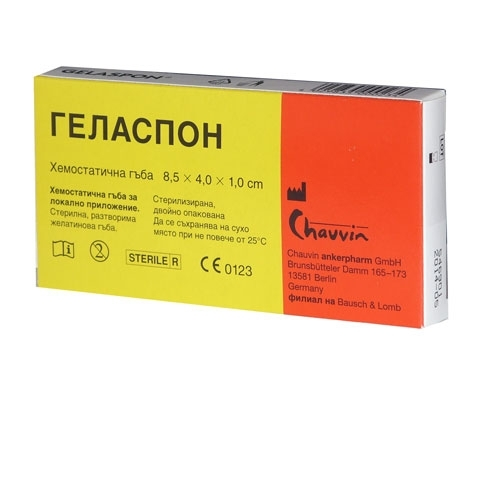 GELASPON®
ГЕЛАСПОН
Хемостатична гъба 8,5 × 4,0 × 1,0 cm
Хемостатична гъба за
локално приложение.
Стерилна, разтворима
желатинова гъба.
Стерилизирана,
двойно опакована
Да се съхранява на сухо
място при не повече от 25°C
2
STERILE R
CE 0123
Chauvin
Chauvin ankerpharm GmbH
Brunsbütteler Damm 165–173
13581 Berlin
Germany
филиал на Bausch & Lomb
LOT